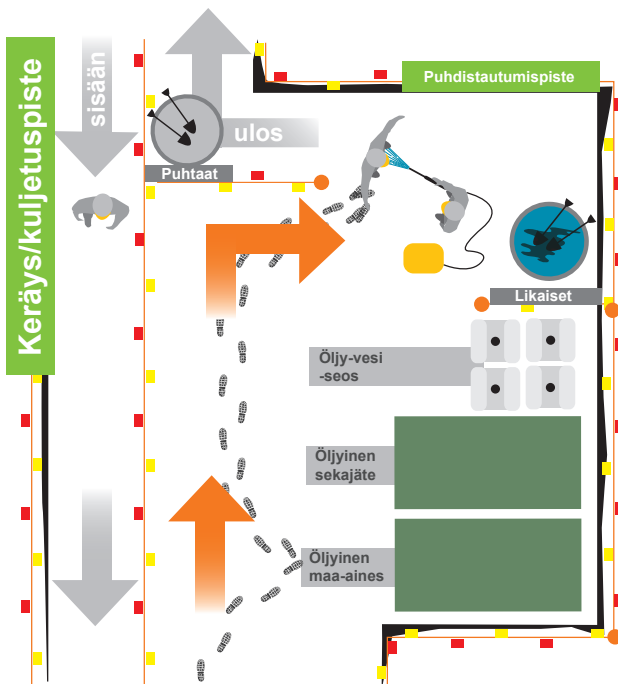 Keräys/kuljetuspiste
sisään
ulos
Puhtaat
Puhdistautumispiste
Likaiset
Öljy-vesi
-seos
Öljyinen
sekajäte
Öljyinen
maa-aines